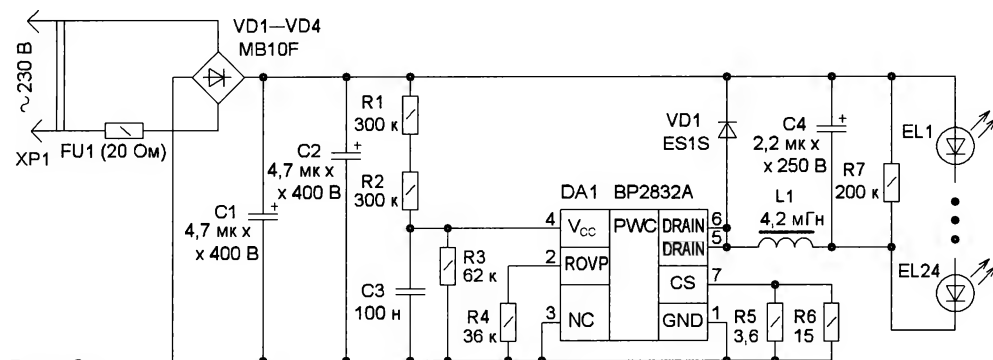 VD1—VD4
MB10F
~230 В
XP1
FU1 (20 Ом)
R1
300 к
C2
4,7 мк x
x 400 В
R2
300 к
C1
4,7 мк x
x 400 В
C3
100 н
R3
62 к
R4
36 к
DA1 BP2832A
4 VCC PWC DRAIN 6
DRAIN 5
2 ROVP
CS 7
3 NC
GND 1
VD1
ES1S
C4
2,2 мк x
x 250 В
L1
4,2 мГн
R7
200 к
EL1
EL24
R5
3,6
R6
15